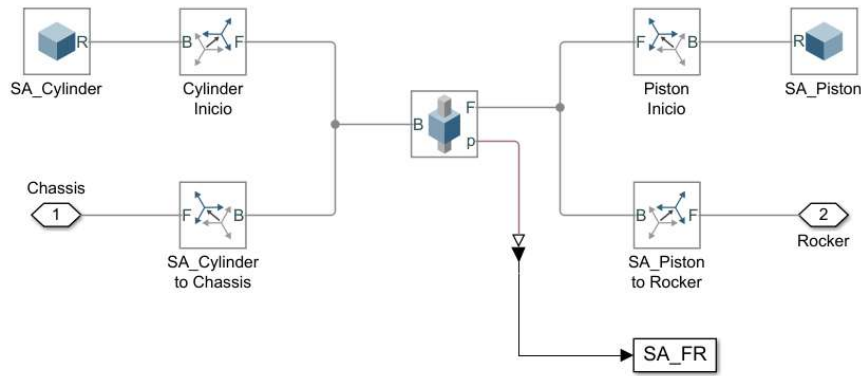 R
SA_Cylinder
B
F
Cylinder
Inicio
F
B
Piston
Inicio
R
SA_Piston
B
F
p
Chassis
1
F
B
SA_Cylinder
to Chassis
B
F
SA_Piston
to Rocker
2
Rocker
SA_FR